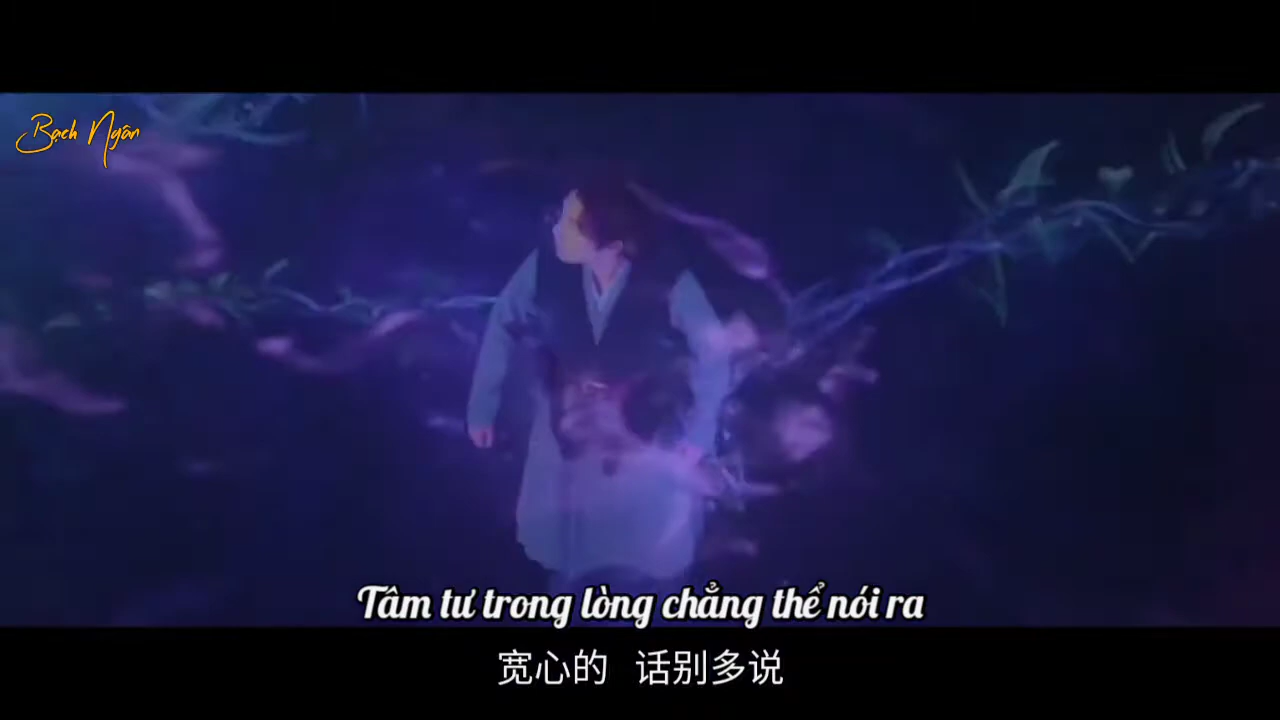 Bạch Ngân
Tâm tư trong lòng chẳng thể nói ra
宽心的 话别多说